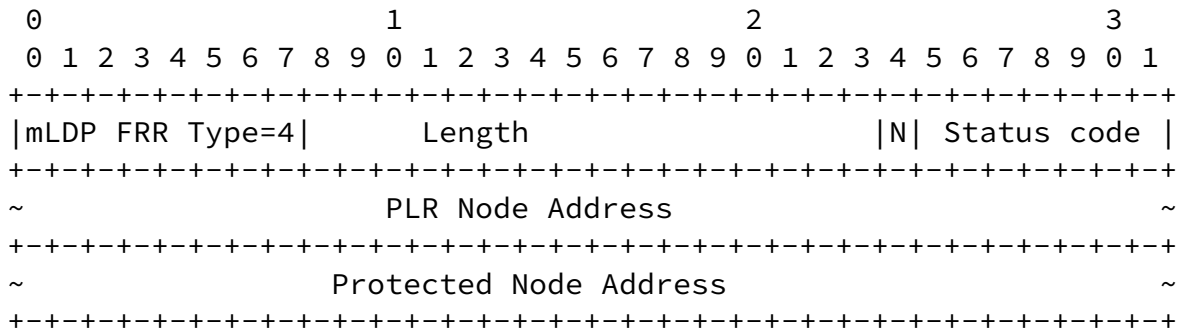 0                   1                   2                   3
 0 1 2 3 4 5 6 7 8 9 0 1 2 3 4 5 6 7 8 9 0 1 2 3 4 5 6 7 8 9 0 1
+-+-+-+-+-+-+-+-+-+-+-+-+-+-+-+-+-+-+-+-+-+-+-+-+-+-+-+-+-+-+-+-+
|mLDP FRR Type=4|      Length                   |N| Status code |
+-+-+-+-+-+-+-+-+-+-+-+-+-+-+-+-+-+-+-+-+-+-+-+-+-+-+-+-+-+-+-+-+
~                    PLR Node Address                           ~
+-+-+-+-+-+-+-+-+-+-+-+-+-+-+-+-+-+-+-+-+-+-+-+-+-+-+-+-+-+-+-+-+
~                 Protected Node Address                        ~
+-+-+-+-+-+-+-+-+-+-+-+-+-+-+-+-+-+-+-+-+-+-+-+-+-+-+-+-+-+-+-+-+